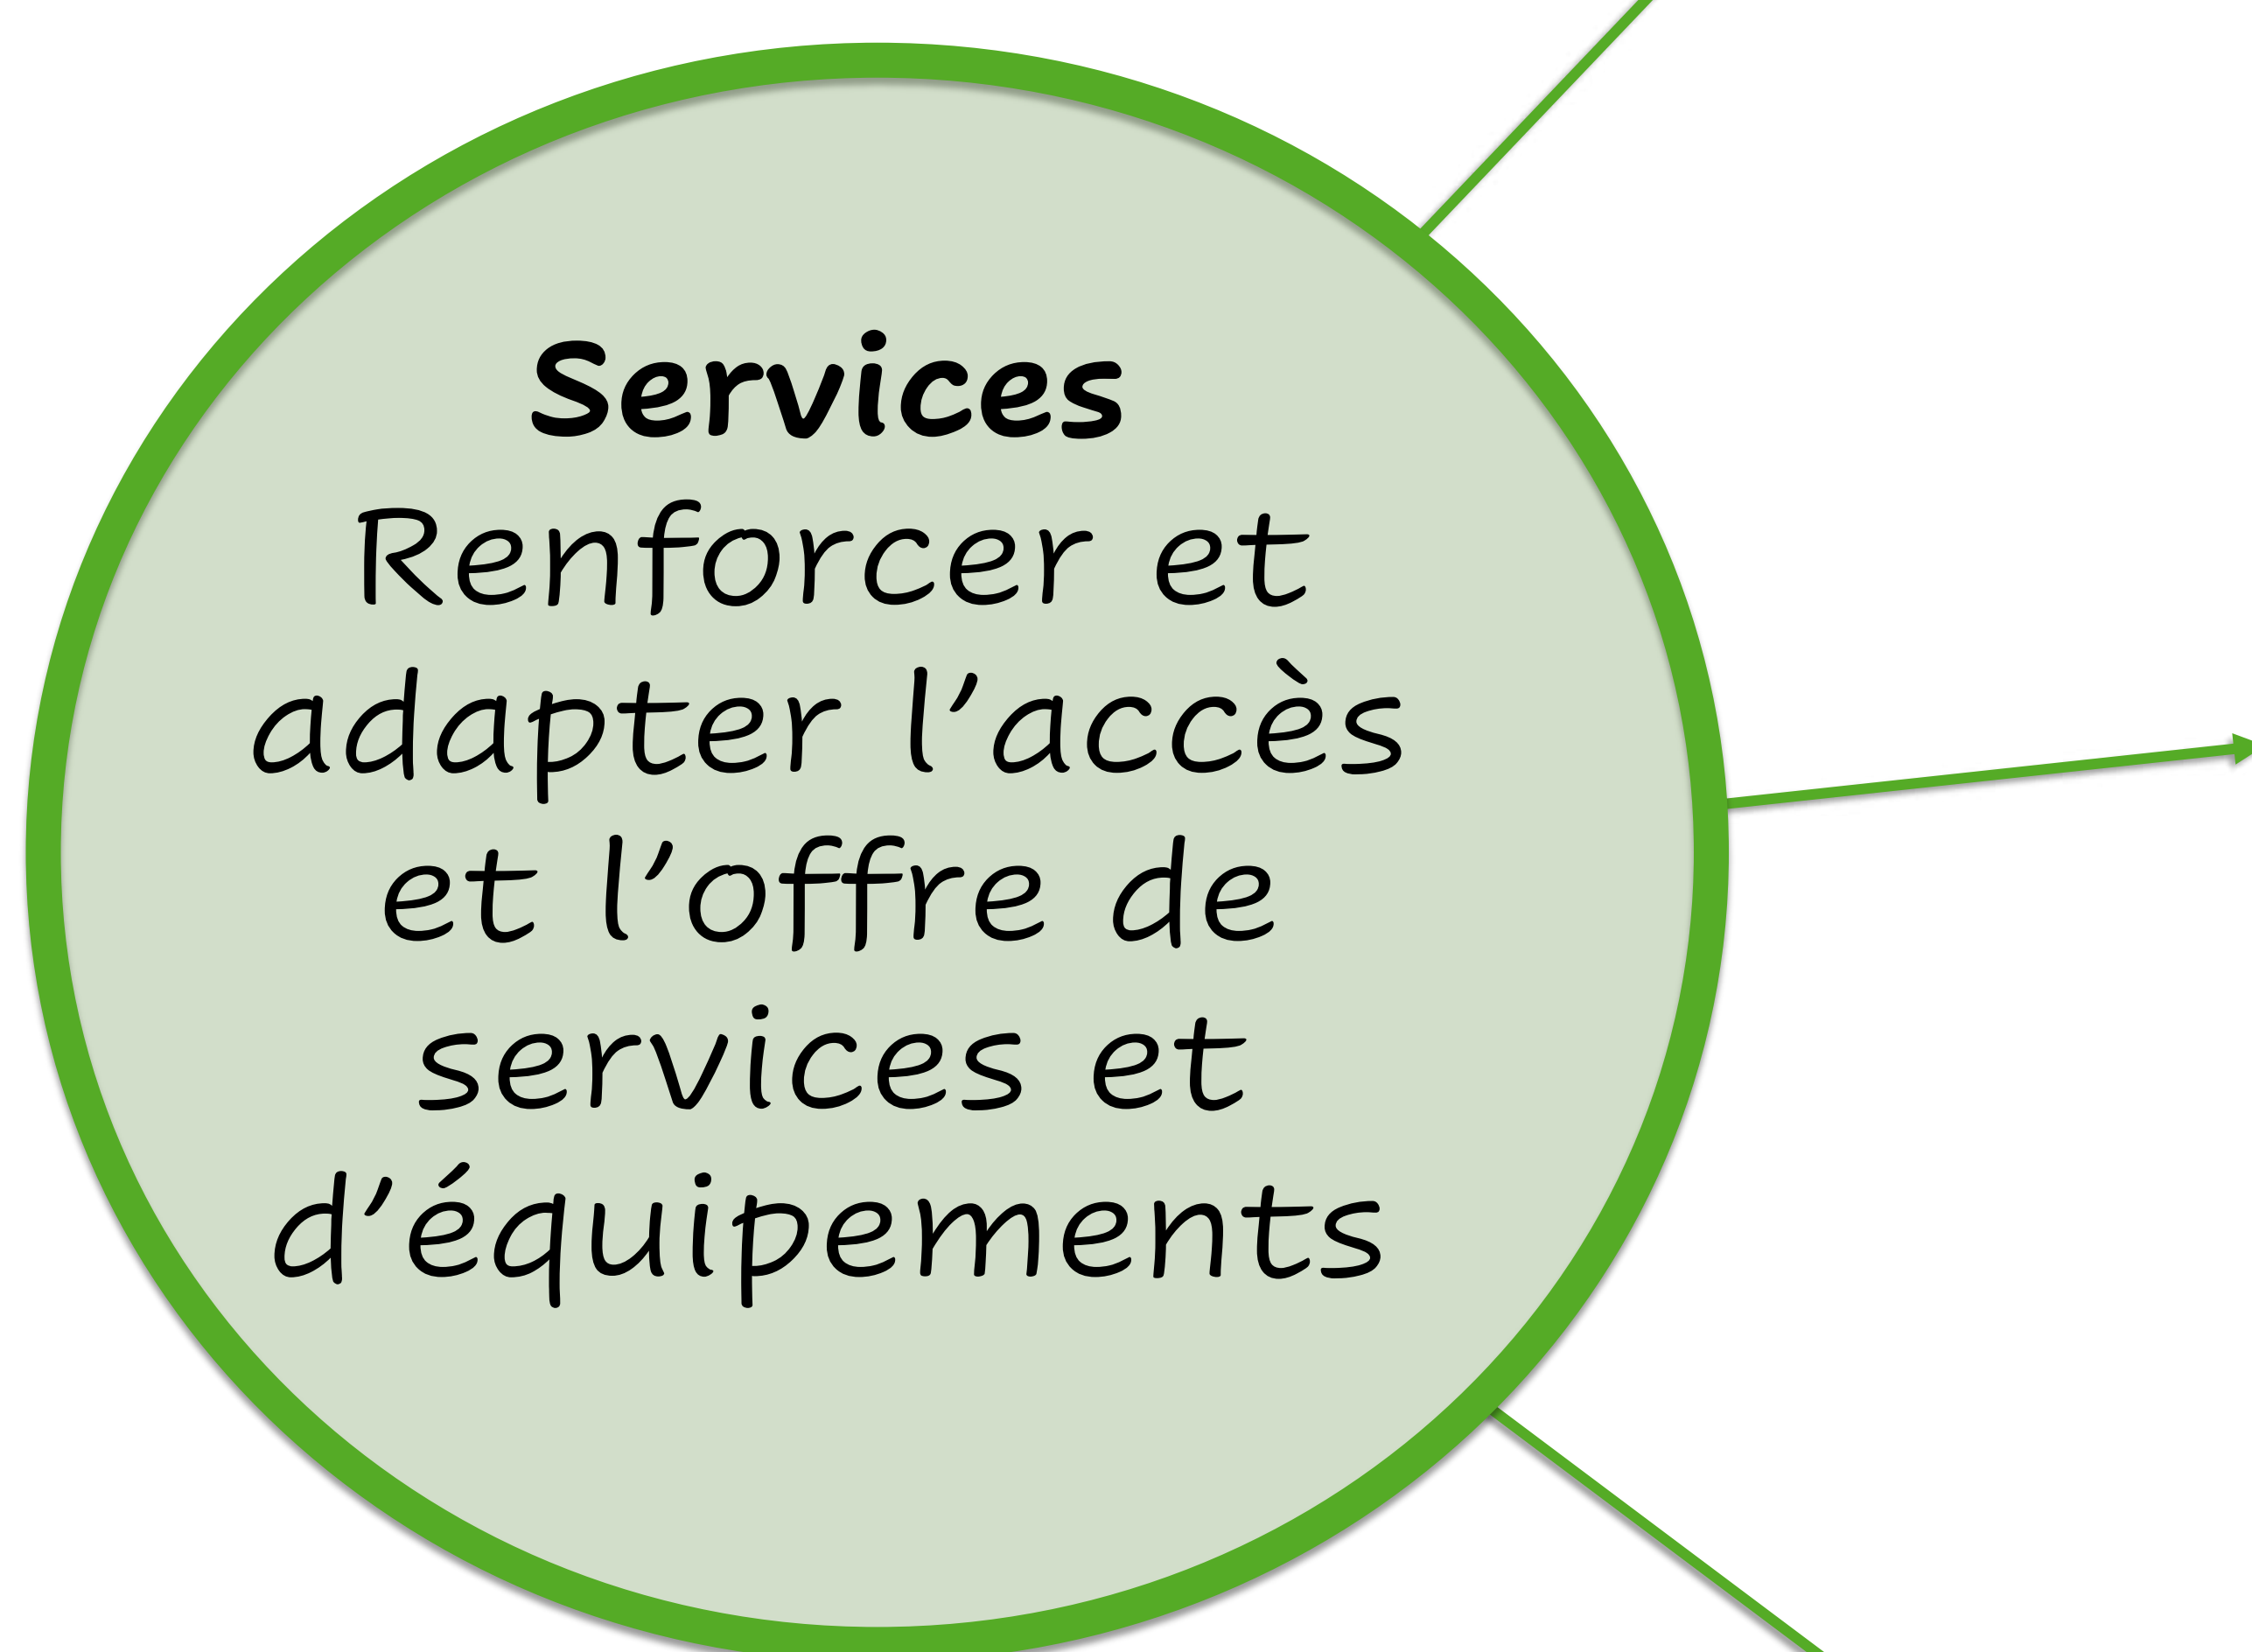 Services
Renforcer et
adapter l’accès
et l’offre de
services et
d’équipements